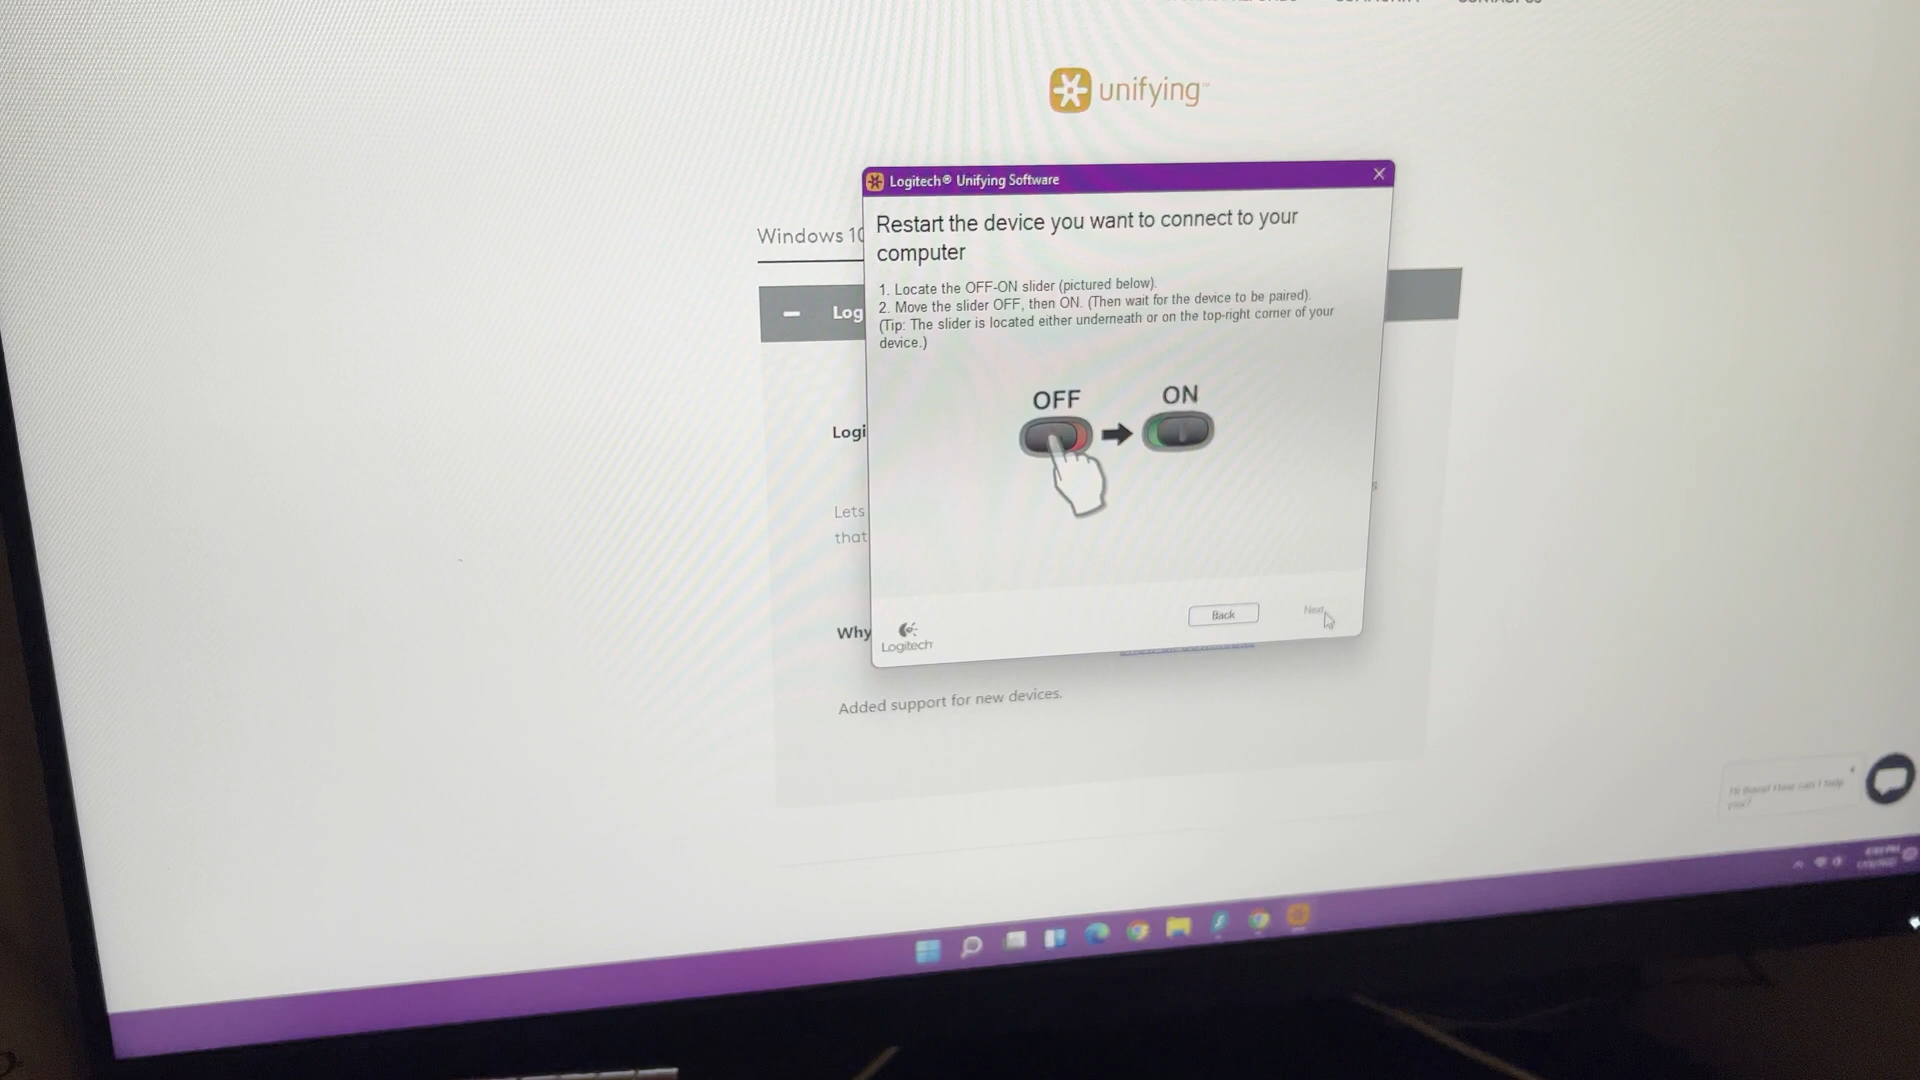 unifying
Logitech® Unifying Software
Restart the device you want to connect to your
computer
1. Locate the OFF-ON slider (pictured below).
2. Move the slider OFF, then ON. (Then wait for the device to be paired).
(Tip: The slider is located either underneath or on the top-right corner of your
device.)
OFF
ON
Back
Next
Logitech
Windows 10
Log
Logi
Lets
that
s
Why
Added support for new devices.